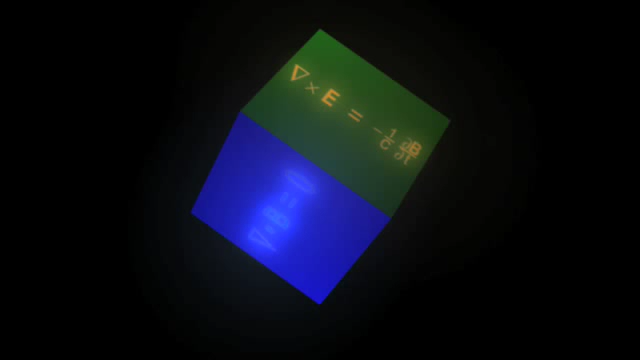 ∇×E = -1/c ∂B/∂t
∇·B = 0